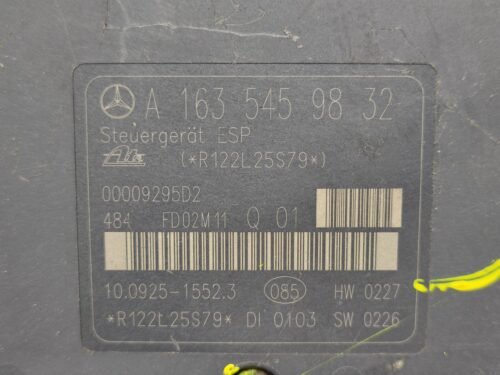 A 163 545 98 32
Steuergerät ESP
Ate (*R122L25S79*)
00009295D2
484 FD02M11 Q 01
10.0925-1552.3 085 HW 0227
*R122L25S79* DI 0103 SW 0226